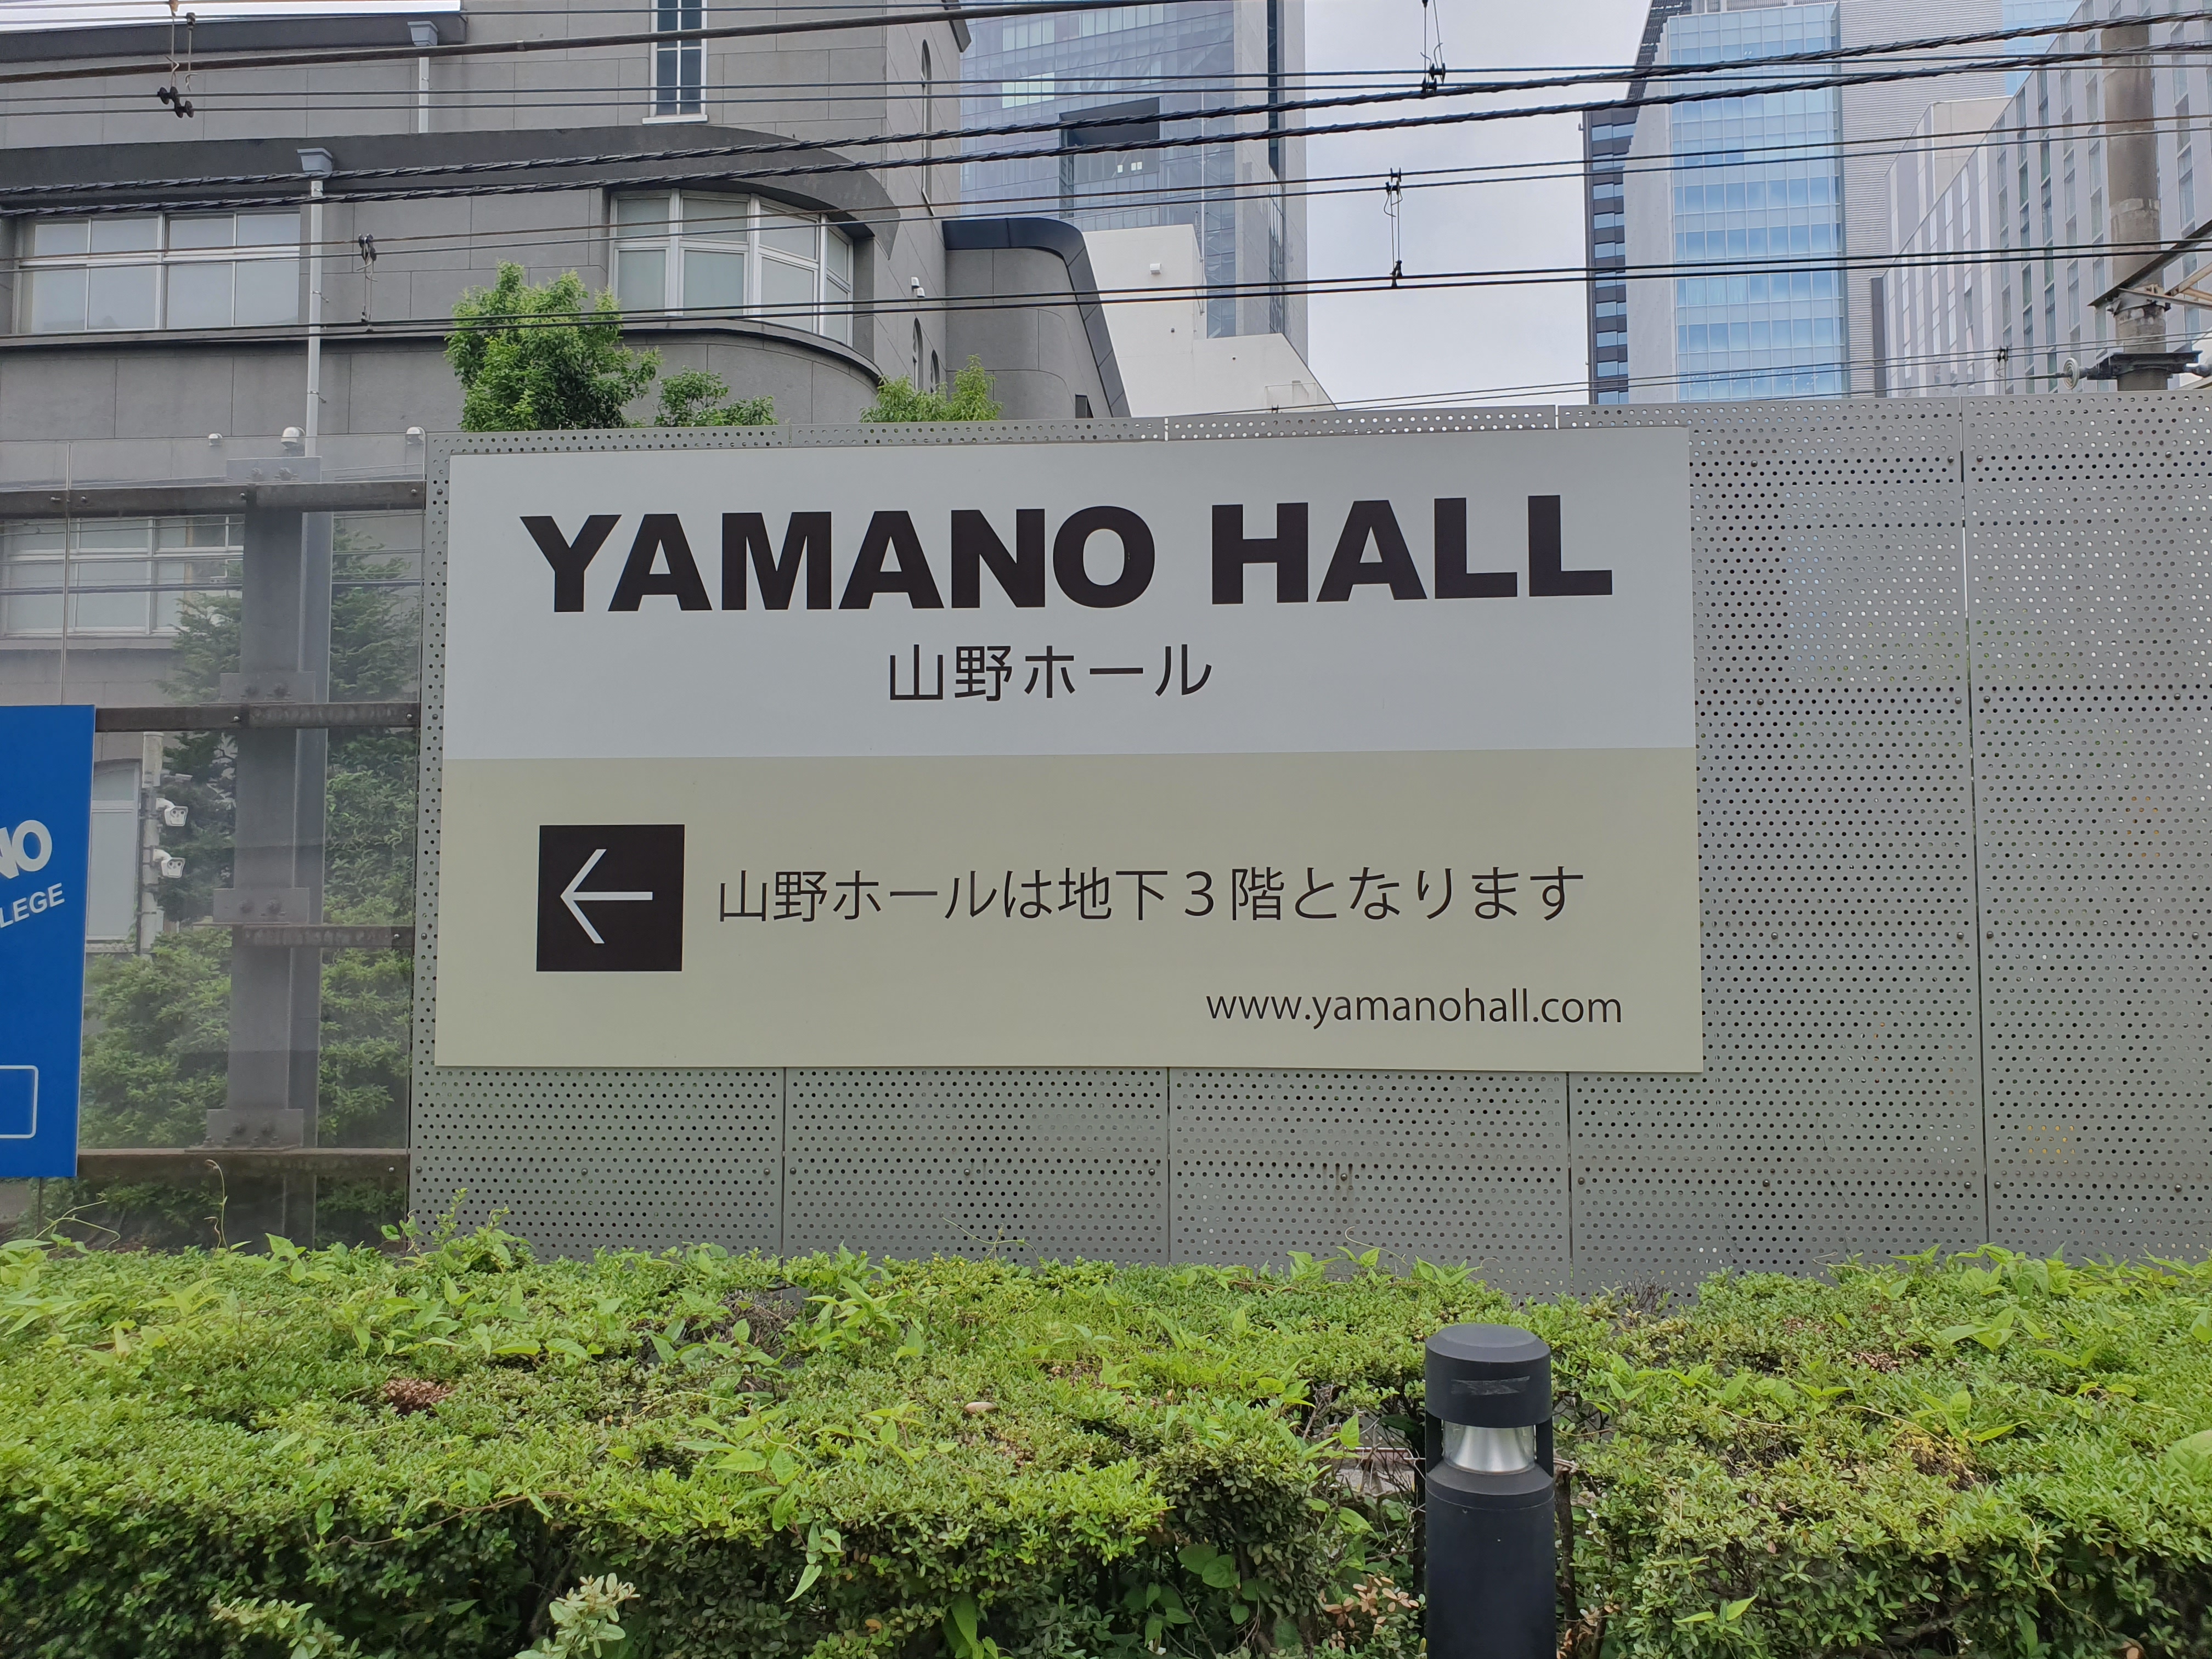 YAMANO HALL
山野ホール
山野ホールは地下３階となります
www.yamanohall.com